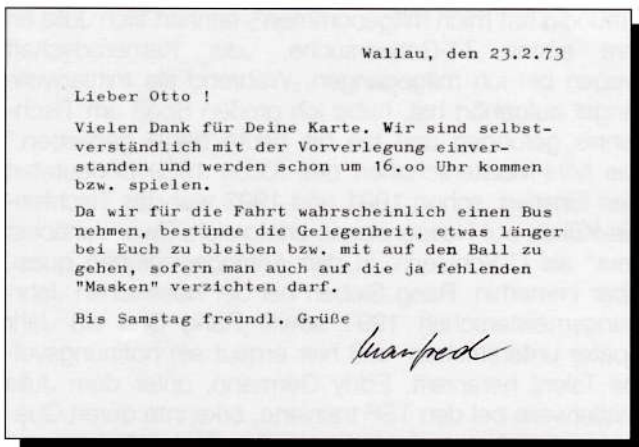 Wallau, den 23.2.73
Lieber Otto !
Vielen Dank für Deine Karte. Wir sind selbst-
verständlich mit der Vorverlegung einver-
standen und werden schon um 16.oo Uhr kommen
bzw. spielen.
Da wir für die Fahrt wahrscheinlich einen Bus
nehmen, bestünde die Gelegenheit, etwas länger
bei Euch zu bleiben bzw. mit auf den Ball zu
gehen, sofern man auch auf die ja fehlenden
"Masken" verzichten darf.
Bis Samstag freundl. Grüße
Manfred